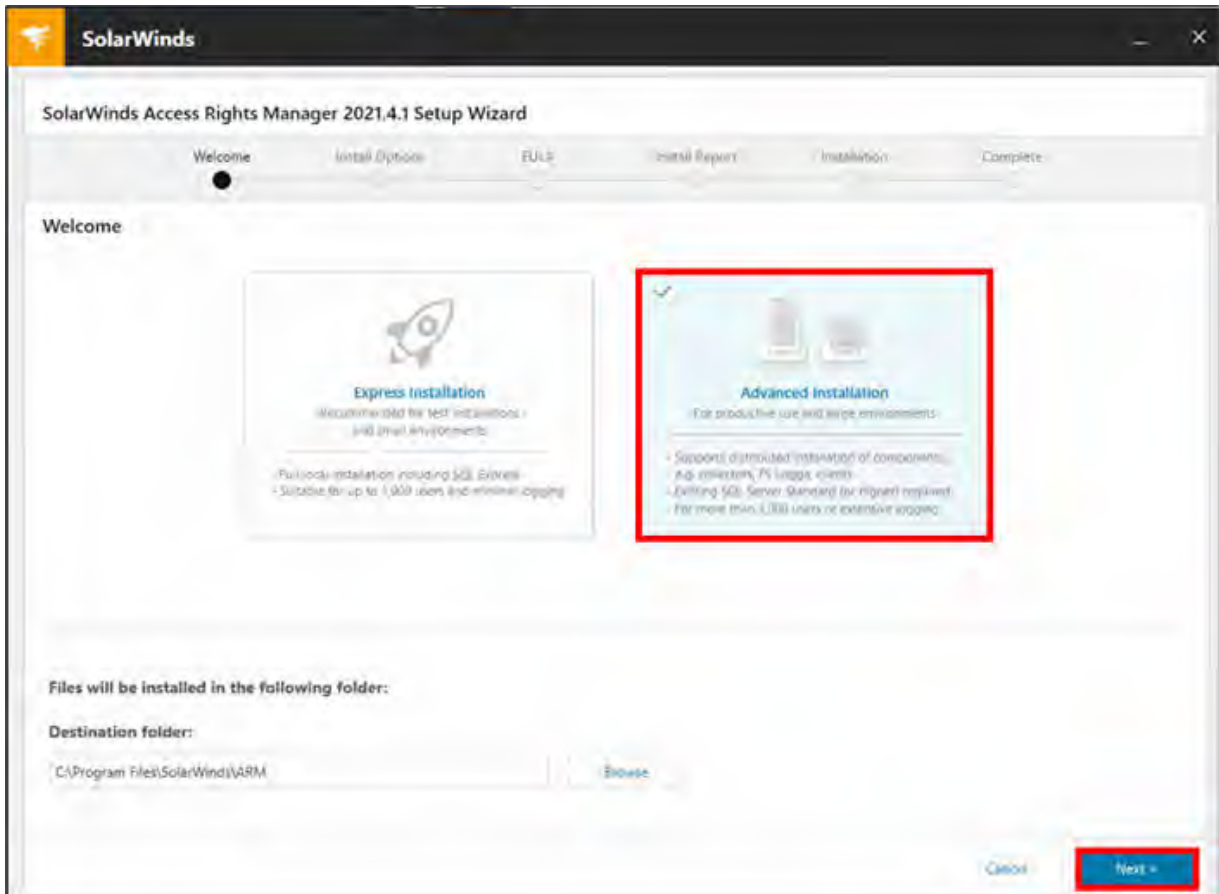 SolarWinds
SolarWinds Access Rights Manager 2021.4.1 Setup Wizard
Welcome Install Options EULA Install Report Installation Complete
Welcome
Express Installation
Recommended for test installations
and small environments
- Full local installation including SQL Express
- Suitable for up to 1,000 users and minimal logging
Advanced Installation
For productive use and large environments
- Supports distributed installation of components,
e.g. collectors, FS Logga, clients
- Existing SQL Server Standard (or higher) required
- For more than 1,000 users or extensive logging
Files will be installed in the following folder:
Destination folder:
C:\Program Files\SolarWinds\ARM
Browse
Cancel
Next »